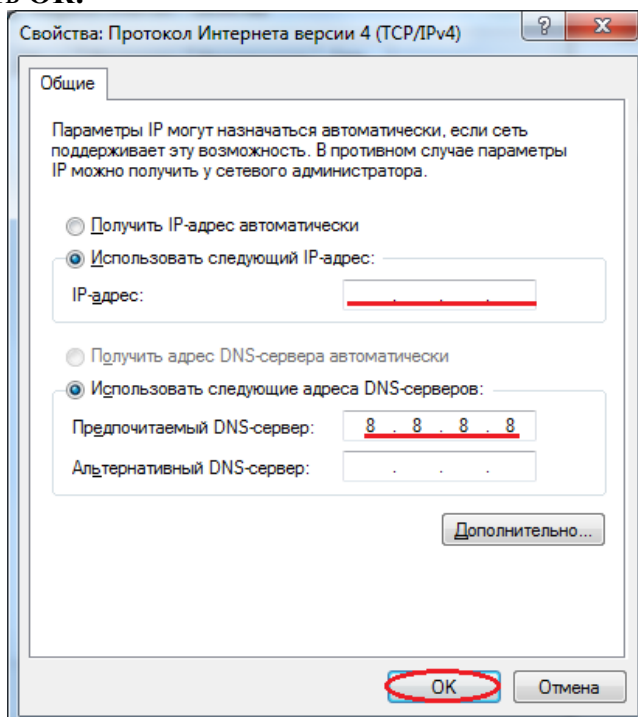 ь OK.
Свойства: Протокол Интернета версии 4 (TCP/IPv4)
Общие
Параметры IP могут назначаться автоматически, если сеть
поддерживает эту возможность. В противном случае параметры
IP можно получить у сетевого администратора.
Получить IP-адрес автоматически
Использовать следующий IP-адрес:
IP-адрес: . . .
Получить адрес DNS-сервера автоматически
Использовать следующие адреса DNS-серверов:
Предпочитаемый DNS-сервер: 8 . 8 . 8 . 8
Альтернативный DNS-сервер: . . .
Дополнительно...
OK Отмена